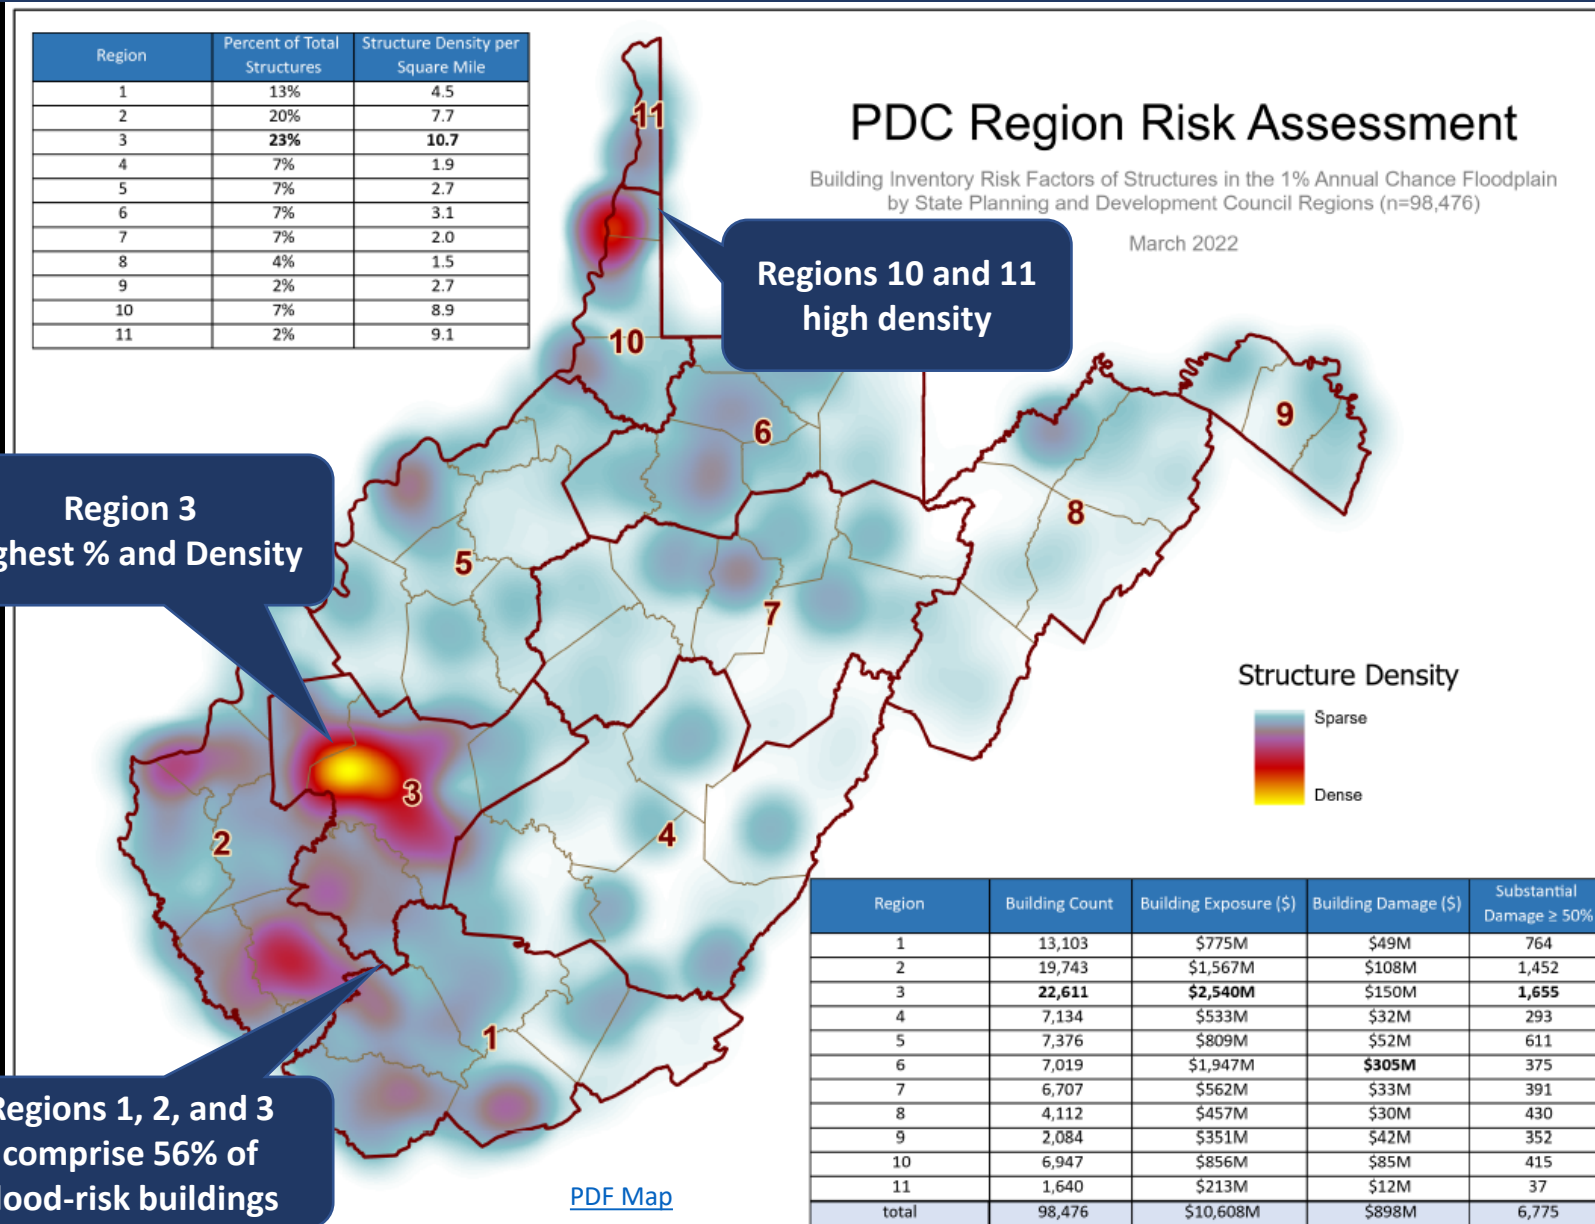 Region Percent of Total Structures Structure Density per Square Mile
1 13% 4.5
2 20% 7.7
3 23% 10.7
4 7% 1.9
5 7% 2.7
6 7% 3.1
7 7% 2.0
8 4% 1.5
9 2% 2.7
10 7% 8.9
11 2% 9.1
PDC Region Risk Assessment
Building Inventory Risk Factors of Structures in the 1% Annual Chance Floodplain
by State Planning and Development Council Regions (n=98,476)
March 2022
Regions 10 and 11
high density
11
10
6
9
8
Region 3
ghest % and Density
5
7
3
2
4
1
Structure Density
Sparse
Dense
Regions 1, 2, and 3
comprise 56% of
lood-risk buildings
PDF Map
Region Building Count Building Exposure ($) Building Damage ($) Substantial Damage ≥ 50%
1 13,103 $775M $49M 764
2 19,743 $1,567M $108M 1,452
3 22,611 $2,540M $150M 1,655
4 7,134 $533M $32M 293
5 7,376 $809M $52M 611
6 7,019 $1,947M $305M 375
7 6,707 $562M $33M 391
8 4,112 $457M $30M 430
9 2,084 $351M $42M 352
10 6,947 $856M $85M 415
11 1,640 $213M $12M 37
total 98,476 $10,608M $898M 6,775